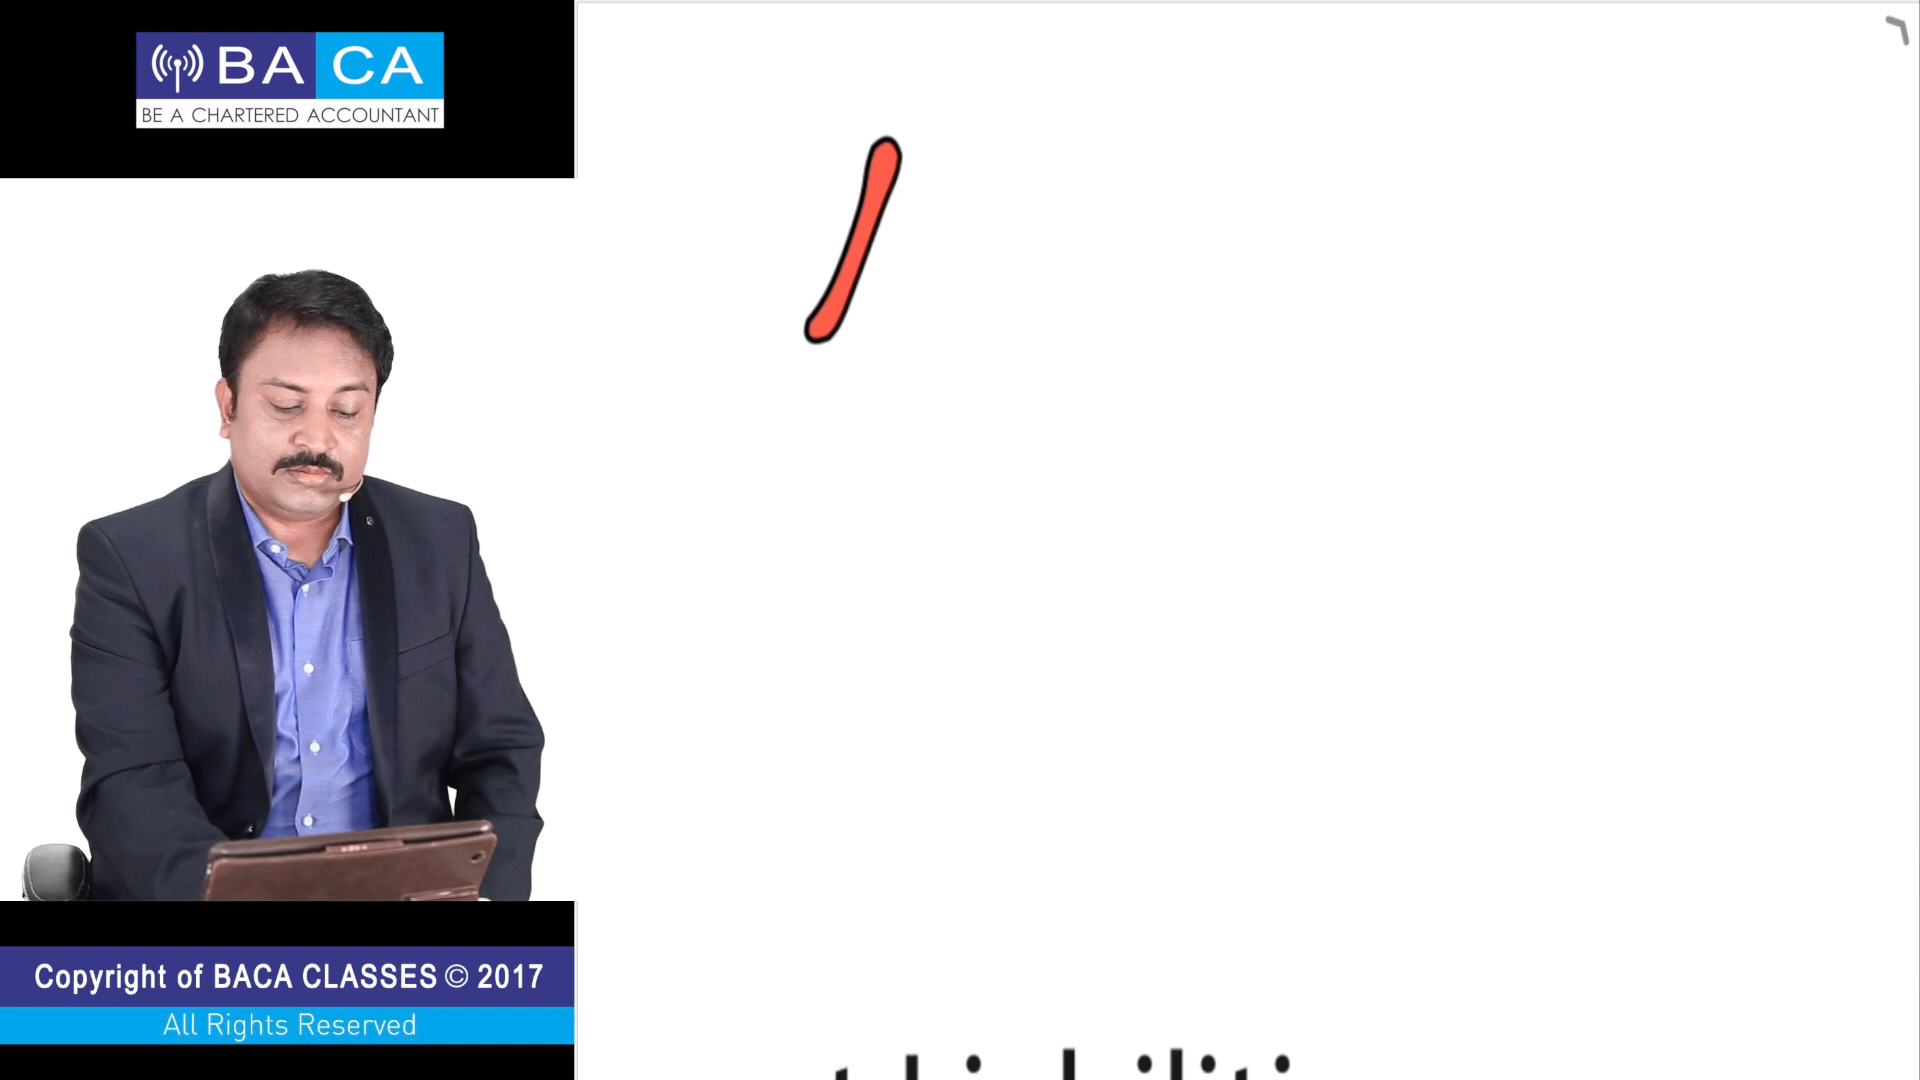 BA CA
BE A CHARTERED ACCOUNTANT
Copyright of BACA CLASSES © 2017
All Rights Reserved